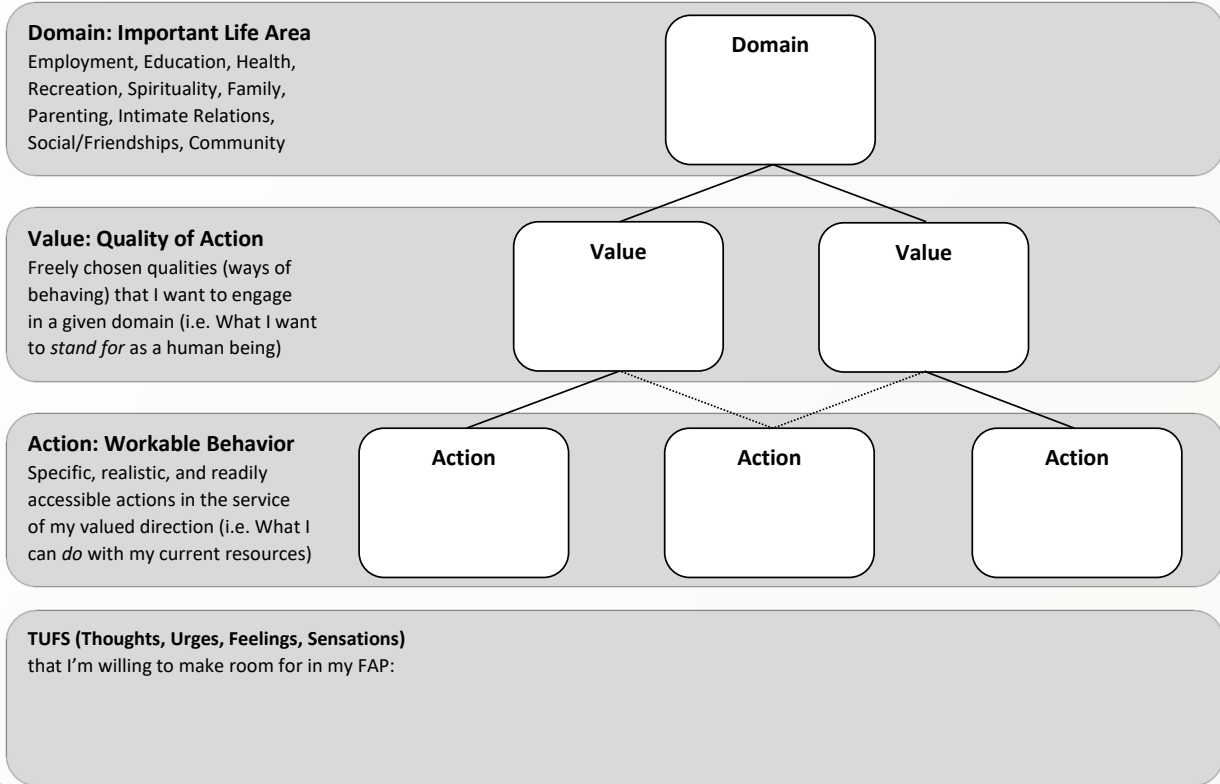 Domain: Important Life Area
Employment, Education, Health,
Recreation, Spirituality, Family,
Parenting, Intimate Relations,
Social/Friendships, Community
Domain
Value: Quality of Action
Freely chosen qualities (ways of
behaving) that I want to engage
in a given domain (i.e. What I want
to stand for as a human being)
Value
Value
Action: Workable Behavior
Specific, realistic, and readily
accessible actions in the service
of my valued direction (i.e. What I
can do with my current resources)
Action
Action
Action
TUFS (Thoughts, Urges, Feelings, Sensations)
that I'm willing to make room for in my FAP: